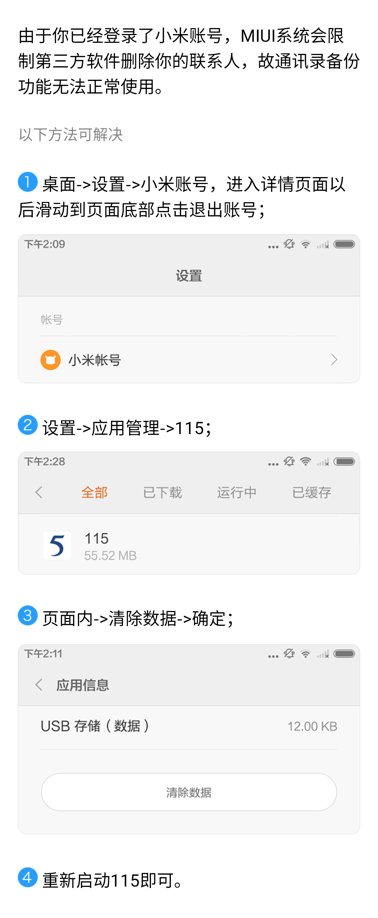 由于你已经登录了小米账号，MIUI系统会限
制第三方软件删除你的联系人，故通讯录备份
功能无法正常使用。
以下方法可解决
1 桌面->设置->小米账号，进入详情页面以
后滑动到页面底部点击退出账号；
下午2:09
设置
帐号
小米帐号
2 设置->应用管理->115；
下午2:28
全部 已下载 运行中 已缓存
5 115
55.52 MB
3 页面内->清除数据->确定；
下午2:11
应用信息
USB 存储（数据） 12.00 KB
清除数据
4 重新启动115即可。